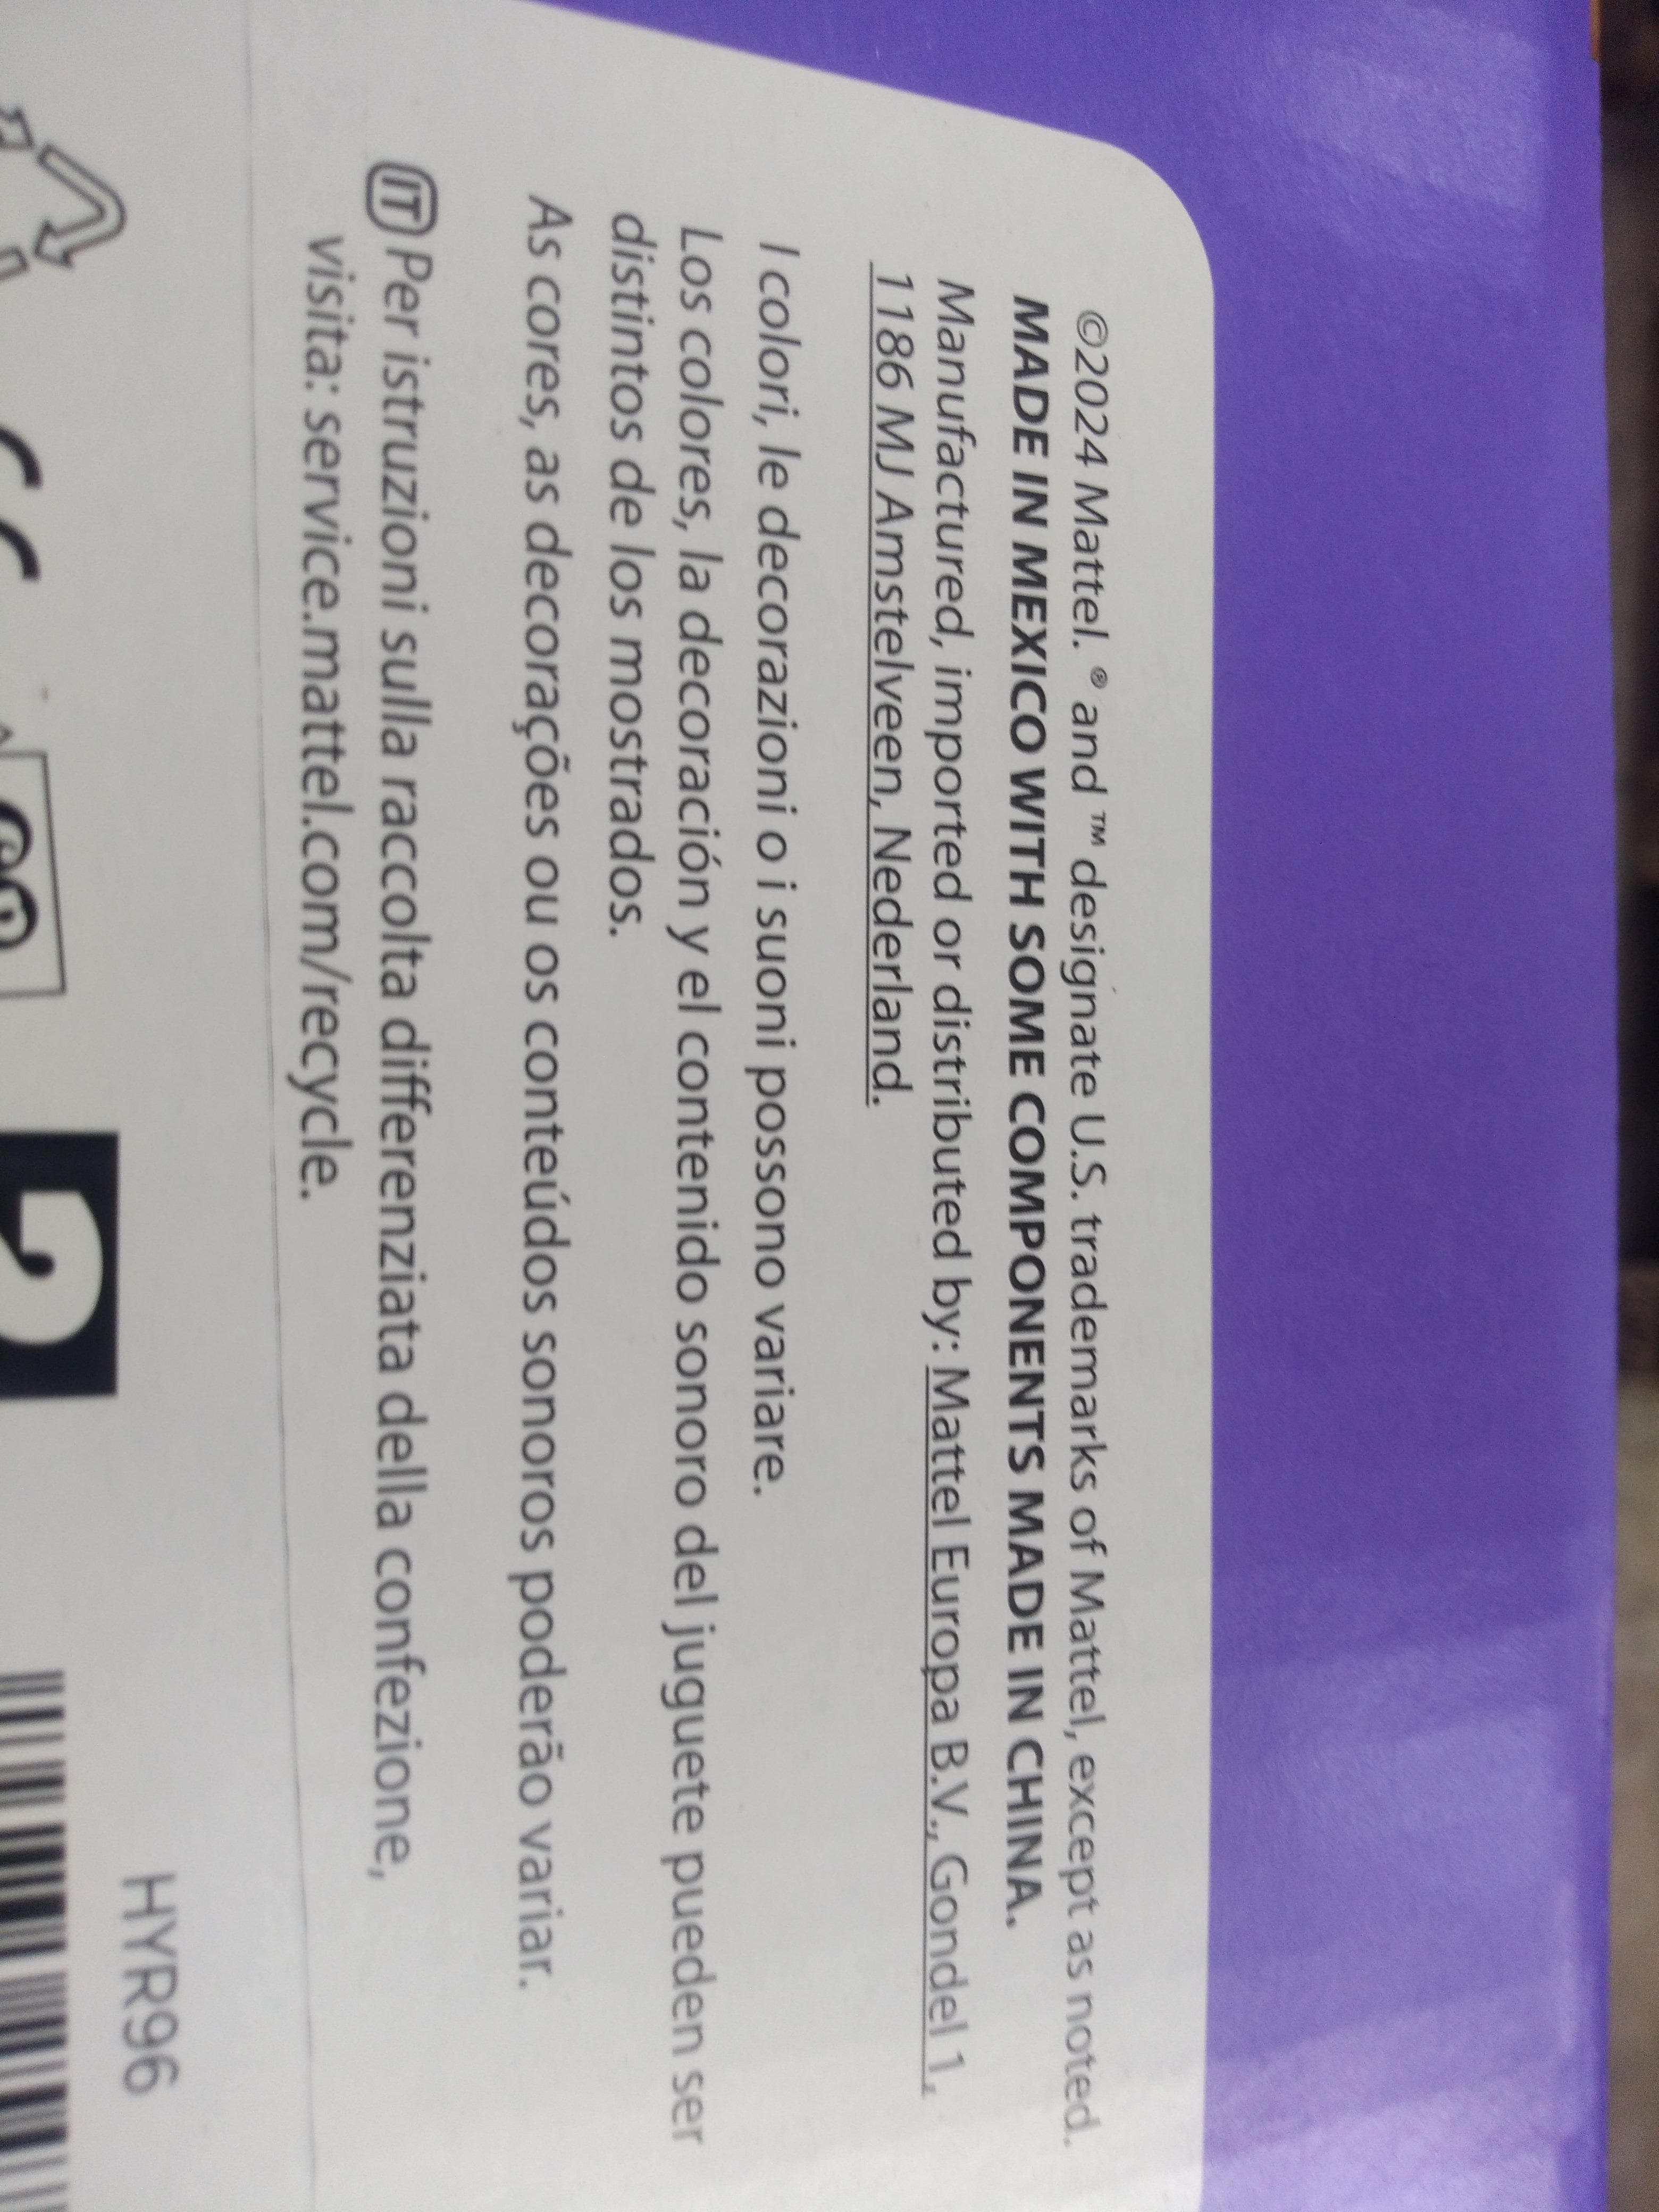 ©2024 Mattel. ® and ™ designate U.S. trademarks of Mattel, except as noted.
MADE IN MEXICO WITH SOME COMPONENTS MADE IN CHINA.
Manufactured, imported or distributed by: Mattel Europa B.V., Gondel 1,
1186 MJ Amstelveen, Nederland.
I colori, le decorazioni o i suoni possono variare.
Los colores, la decoración y el contenido sonoro del juguete pueden ser
distintos de los mostrados.
As cores, as decorações ou os conteúdos sonoros poderão variar.
IT Per istruzioni sulla raccolta differenziata della confezione,
visita: service.mattel.com/recycle.
HYR96